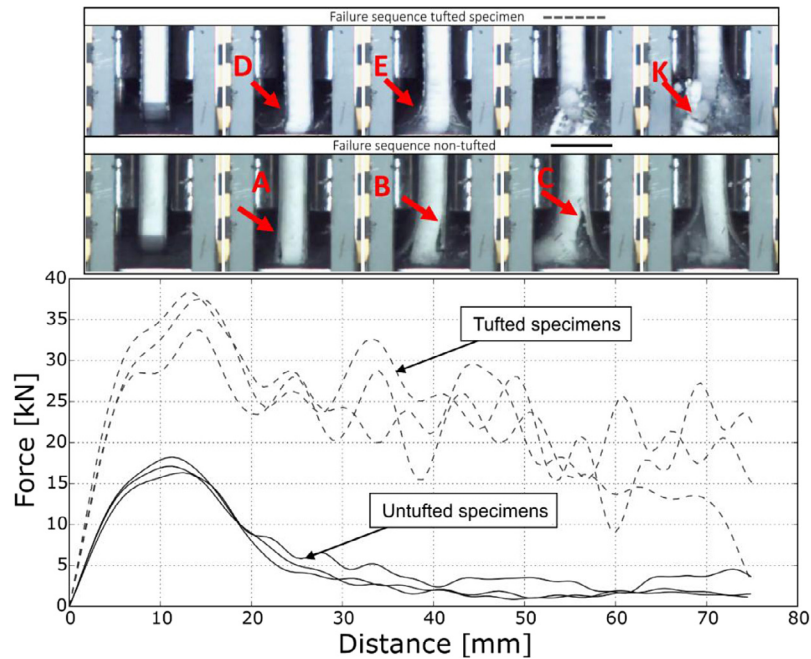 Failure sequence tufted specimen
D
E
K
Failure sequence non-tufted
A
B
C
40
35
30
25
20
15
10
5
0
Force [kN]
Tufted specimens
Untufted specimens
0
10
20
30
40
50
60
70
80
Distance [mm]